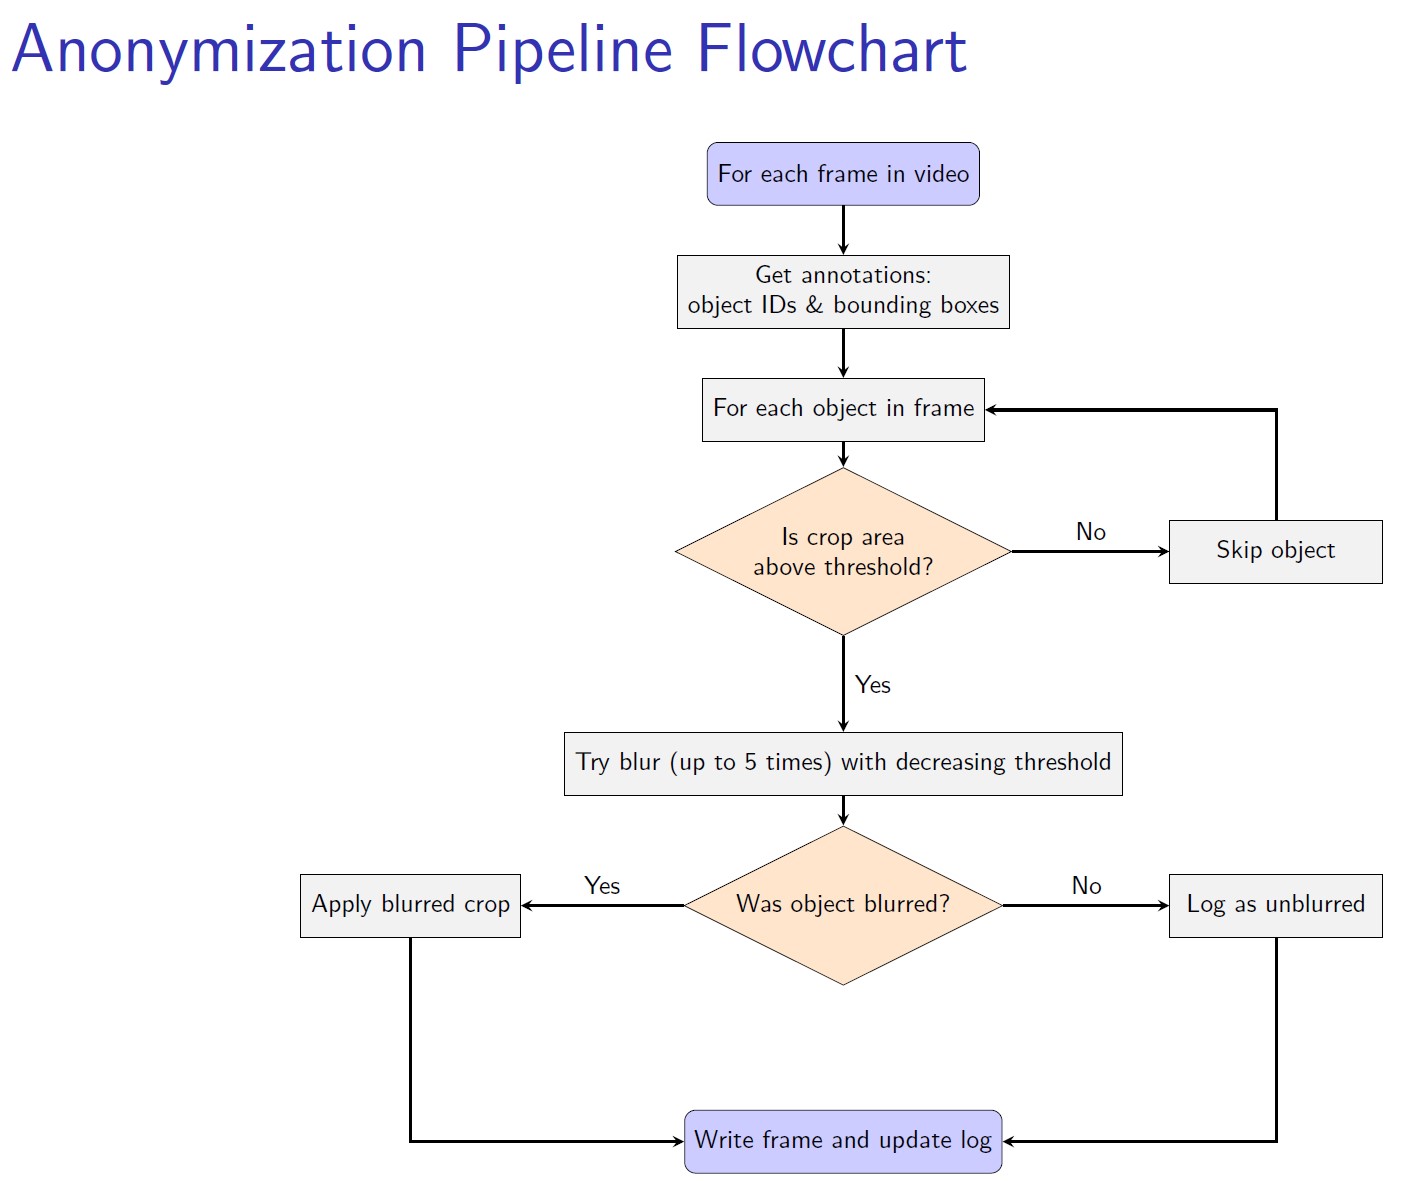 Anonymization Pipeline Flowchart
For each frame in video
Get annotations:
object IDs & bounding boxes
For each object in frame
Is crop area
above threshold?
No
Skip object
Yes
Try blur (up to 5 times) with decreasing threshold
Apply blurred crop
Yes
Was object blurred?
No
Log as unblurred
Write frame and update log